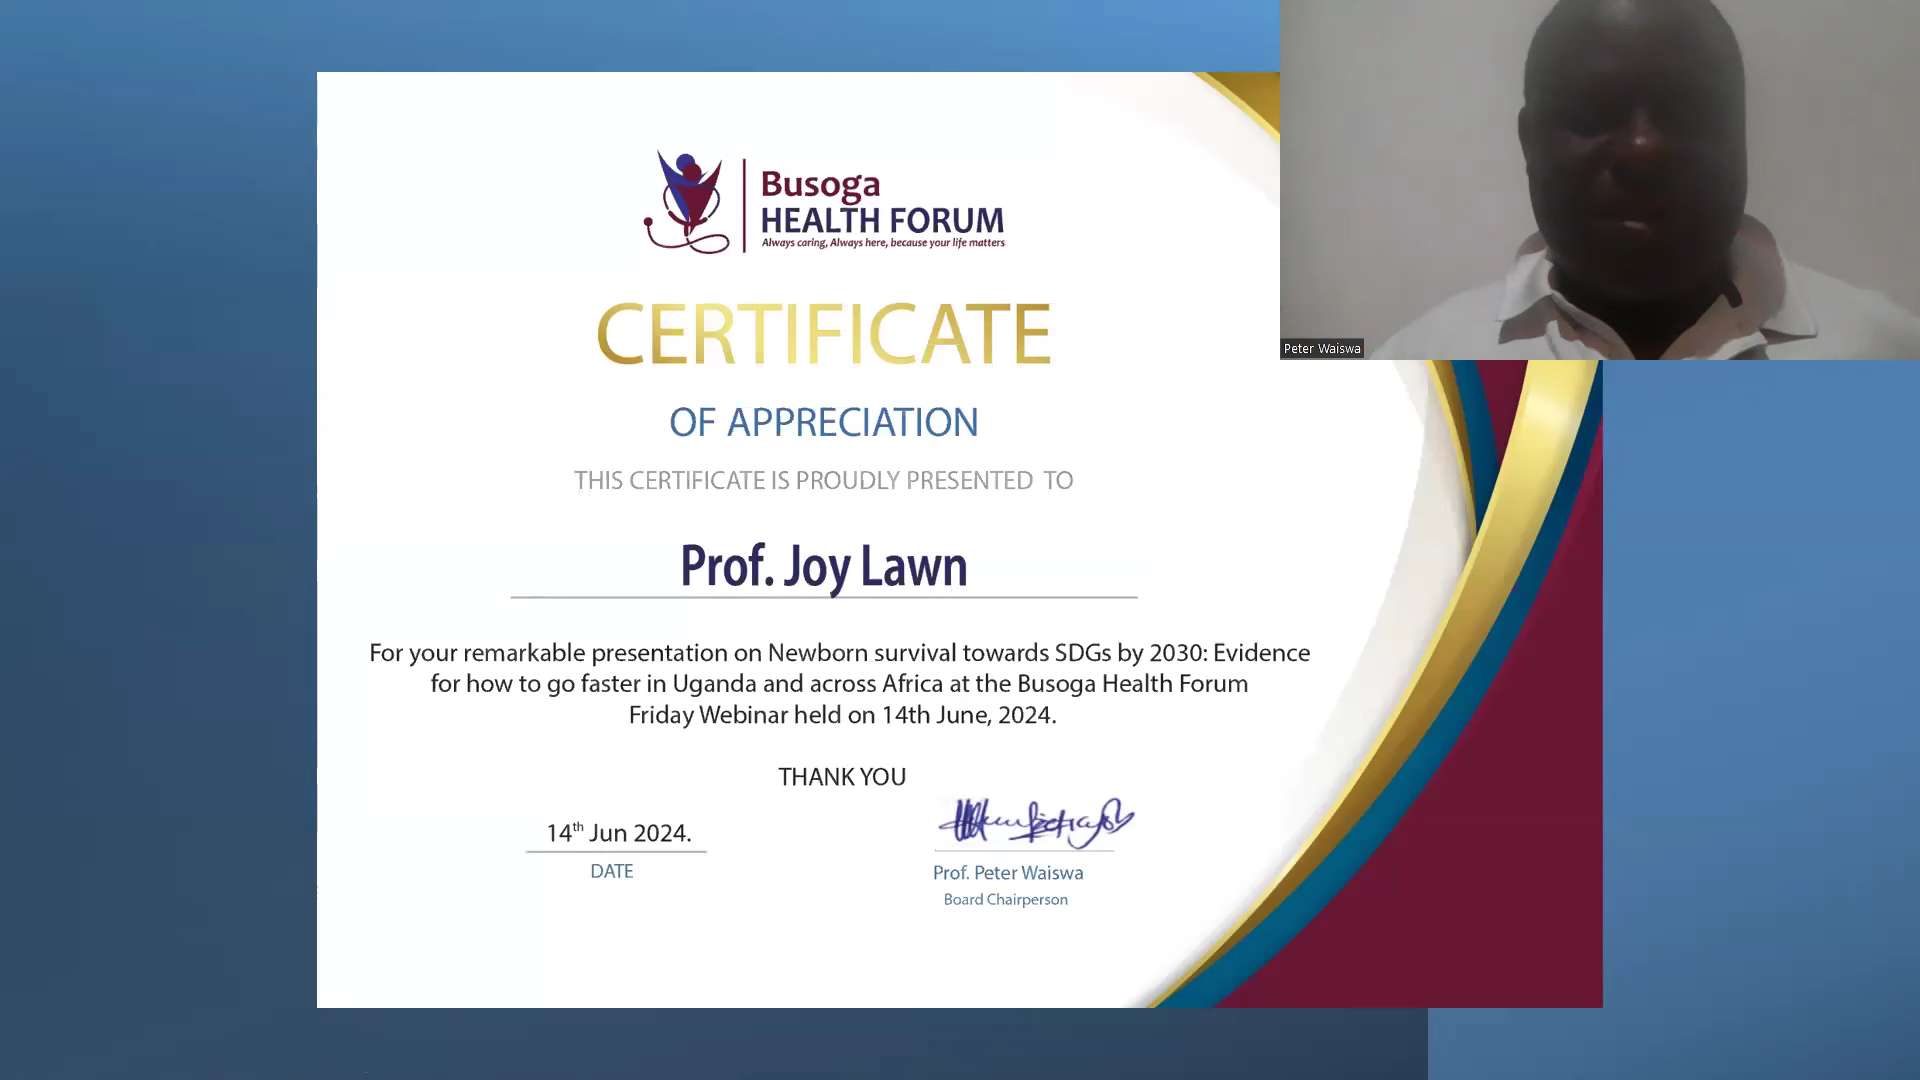 Busoga
HEALTH FORUM
Always caring, Always here, because your life matters
CERTIFICATE
OF APPRECIATION
THIS CERTIFICATE IS PROUDLY PRESENTED TO
Prof. Joy Lawn
For your remarkable presentation on Newborn survival towards SDGs by 2030: Evidence
for how to go faster in Uganda and across Africa at the Busoga Health Forum
Friday Webinar held on 14th June, 2024.
THANK YOU
14th Jun 2024.
DATE
Prof. Peter Waiswa
Board Chairperson
Peter Waiswa